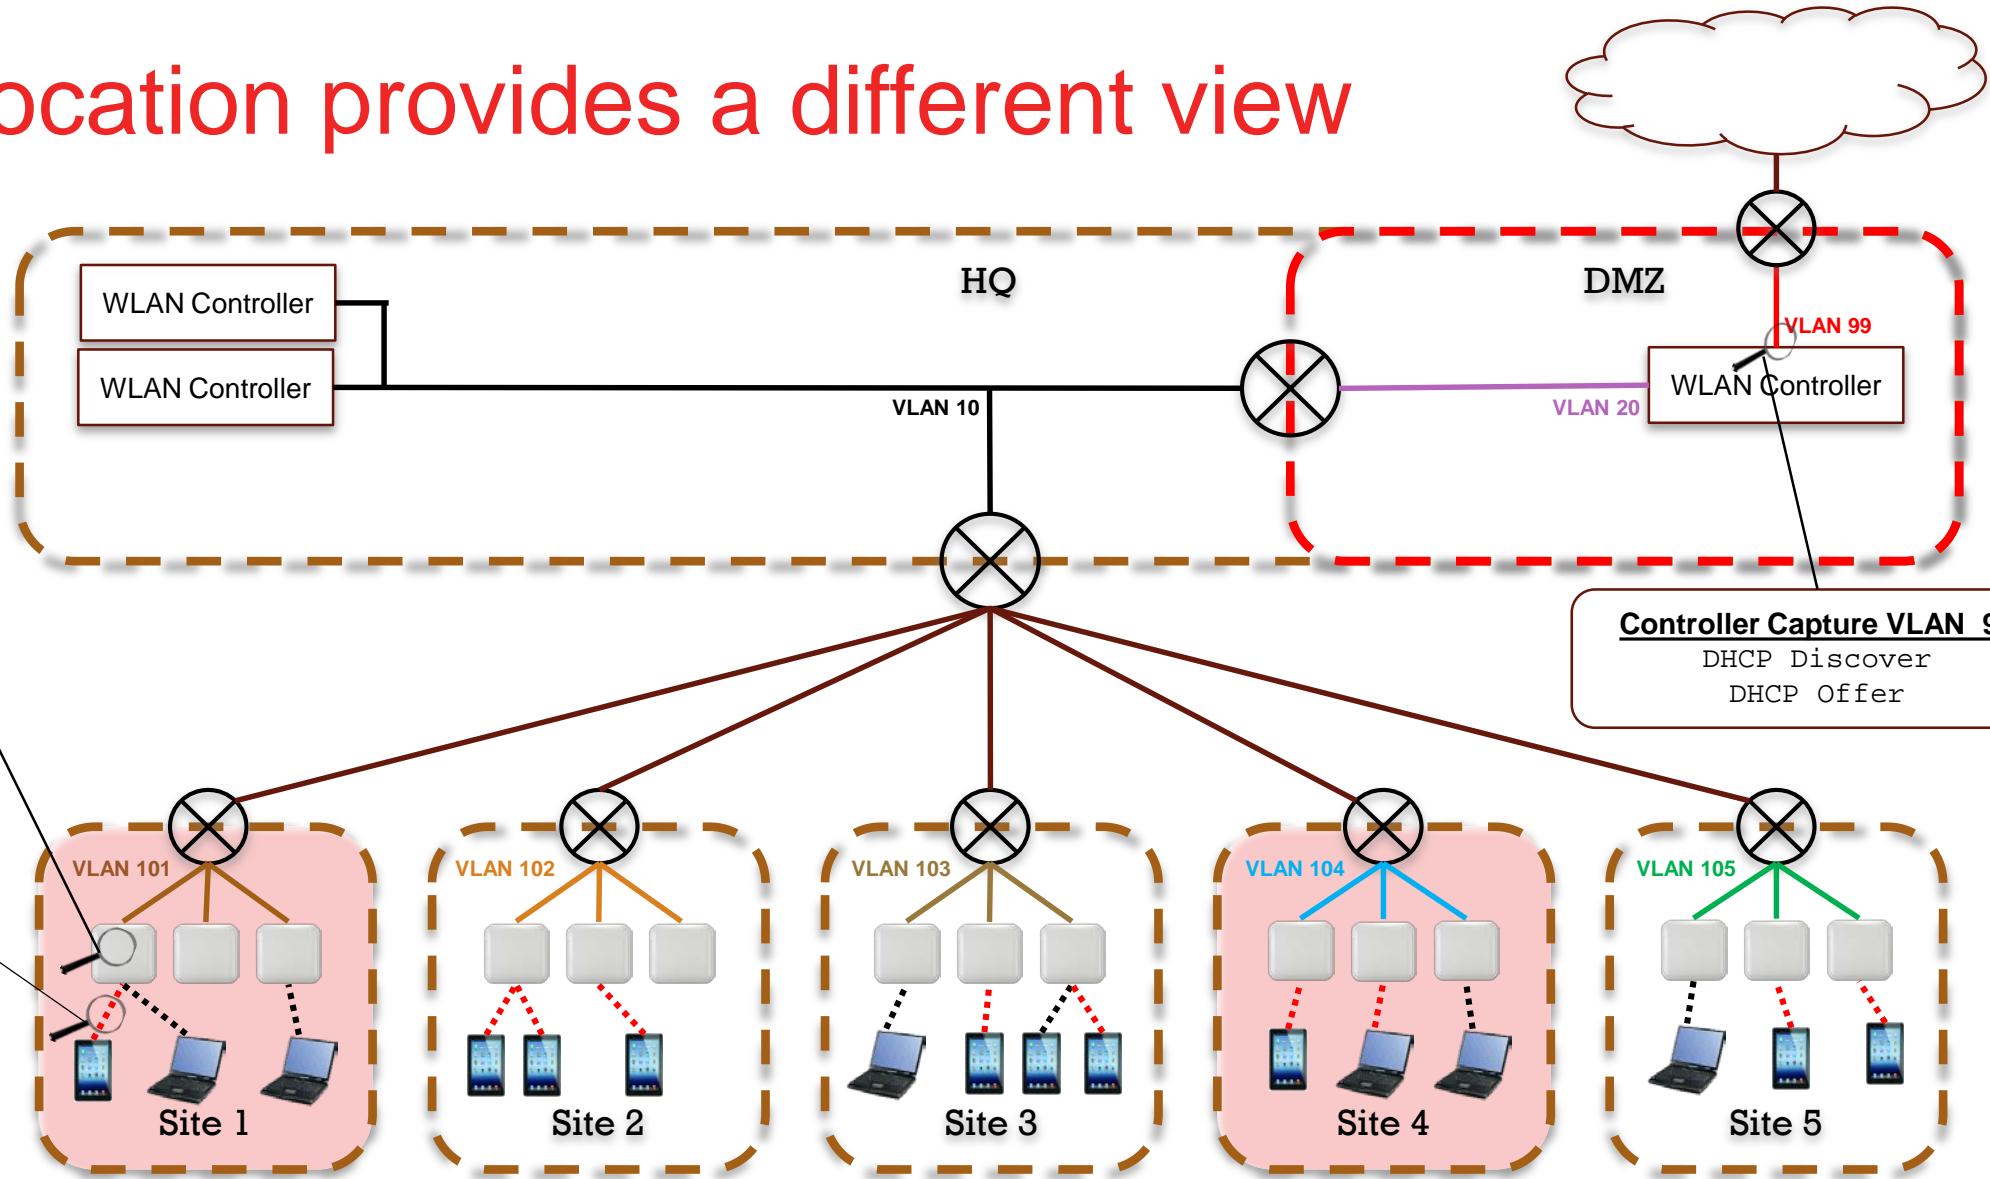 ocation provides a different view
HQ
DMZ
WLAN Controller
WLAN Controller
VLAN 99
WLAN Controller
VLAN 10
VLAN 20
Controller Capture VLAN 9
DHCP Discover
DHCP Offer
VLAN 101
VLAN 102
VLAN 103
VLAN 104
VLAN 105
Site 1
Site 2
Site 3
Site 4
Site 5